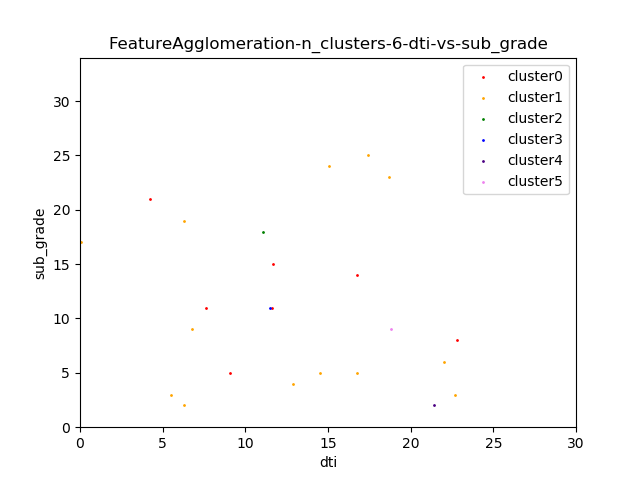 FeatureAgglomeration-n_clusters-6-dti-vs-sub_grade
cluster0
cluster1
cluster2
cluster3
cluster4
cluster5
30
25
20
15
10
5
0
sub_grade
0 5 10 15 20 25 30
dti